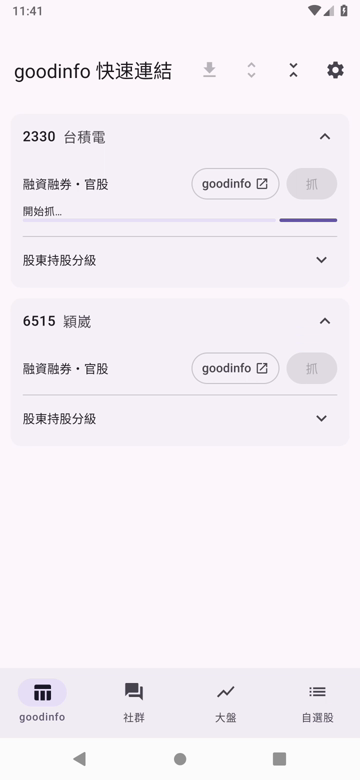 11:41
goodinfo 快速連結
2330 台積電
融資融券・官股 goodinfo 抓
開始抓…
股東持股分級
6515 穎崴
融資融券・官股 goodinfo 抓
股東持股分級
goodinfo 社群 大盤 自選股